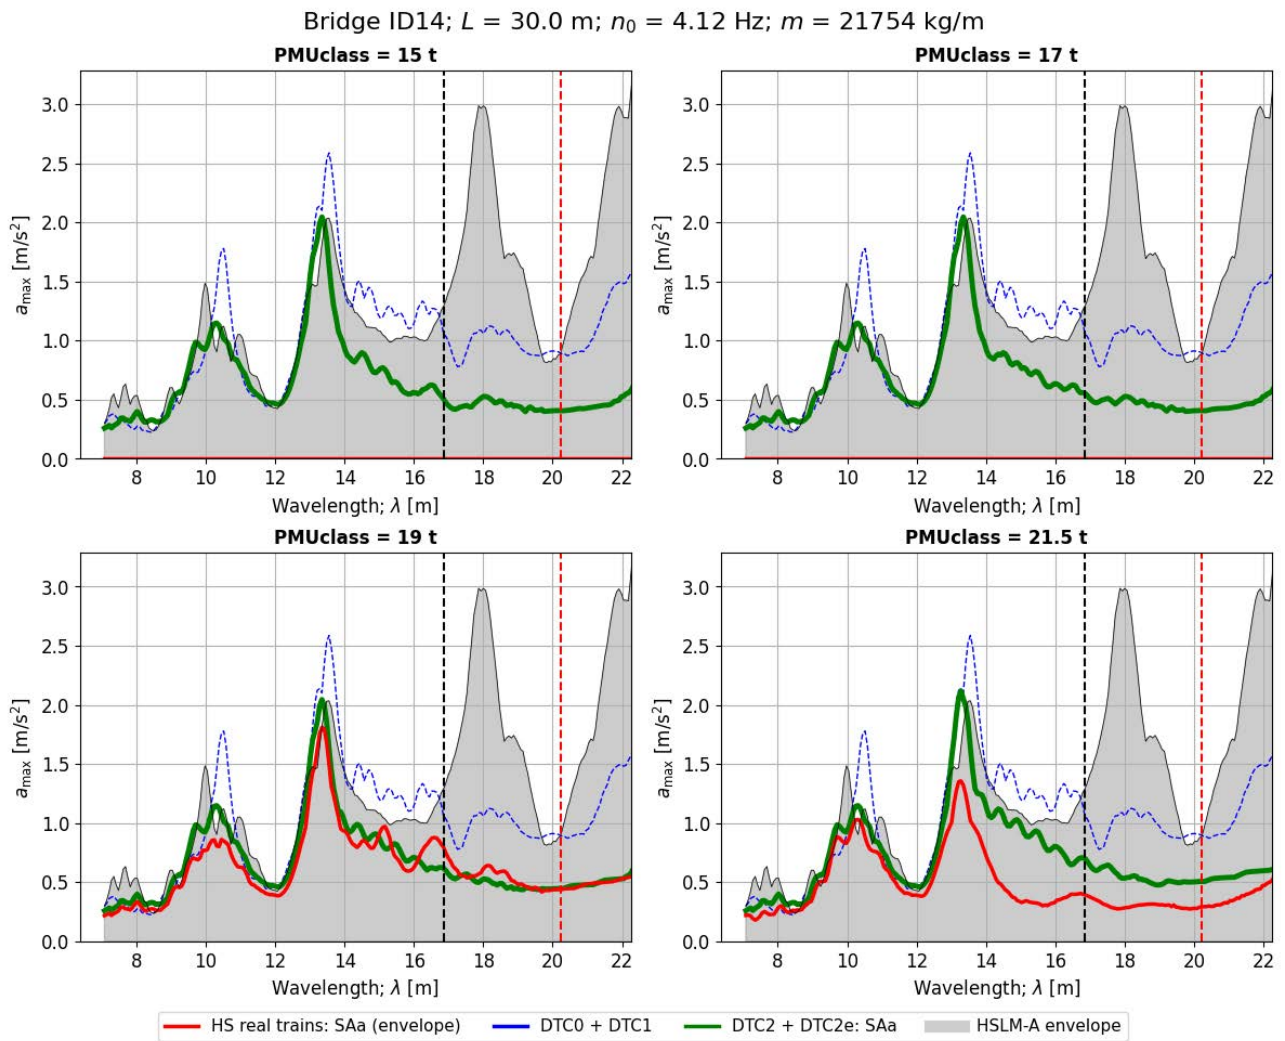 Bridge ID14; L = 30.0 m; n₀ = 4.12 Hz; m = 21754 kg/m
PMUclass = 15 t
a_max [m/s²]
3.0
2.5
2.0
1.5
1.0
0.5
0.0
8 10 12 14 16 18 20 22
Wavelength; λ [m]
PMUclass = 17 t
a_max [m/s²]
3.0
2.5
2.0
1.5
1.0
0.5
0.0
8 10 12 14 16 18 20 22
Wavelength; λ [m]
PMUclass = 19 t
a_max [m/s²]
3.0
2.5
2.0
1.5
1.0
0.5
0.0
8 10 12 14 16 18 20 22
Wavelength; λ [m]
PMUclass = 21.5 t
a_max [m/s²]
3.0
2.5
2.0
1.5
1.0
0.5
0.0
8 10 12 14 16 18 20 22
Wavelength; λ [m]
HS real trains: SAa (envelope) DTC0 + DTC1 DTC2 + DTC2e: SAa HSLM-A envelope